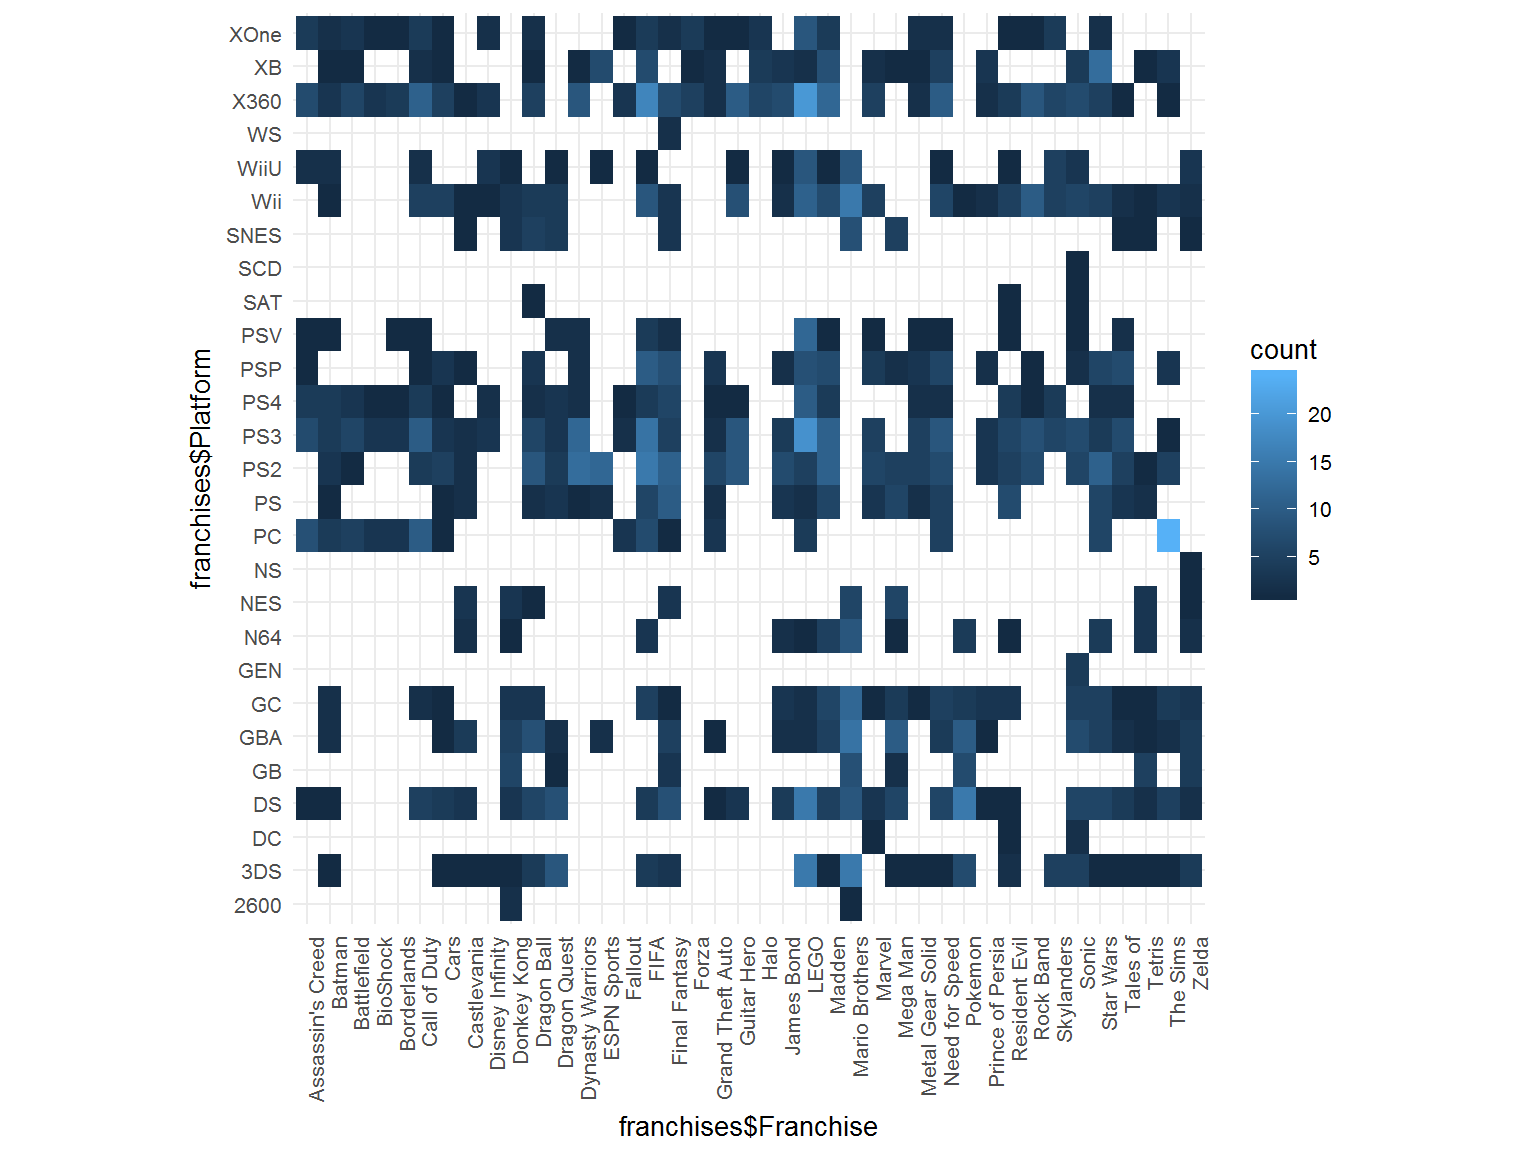 XOne
XB
X360
WS
WiiU
Wii
SNES
SCD
SAT
PSV
PSP
PS4
PS3
PS2
PS
PC
NS
NES
N64
GEN
GC
GBA
GB
DS
DC
3DS
2600
franchises$Platform
Assassin's Creed
Batman
Battlefield
BioShock
Borderlands
Call of Duty
Cars
Castlevania
Disney Infinity
Donkey Kong
Dragon Ball
Dragon Quest
Dynasty Warriors
ESPN Sports
Fallout
FIFA
Final Fantasy
Forza
Grand Theft Auto
Guitar Hero
Halo
James Bond
LEGO
Madden
Mario Brothers
Marvel
Mega Man
Metal Gear Solid
Need for Speed
Pokemon
Prince of Persia
Resident Evil
Rock Band
Skylanders
Sonic
Star Wars
Tales of
Tetris
The Sims
Zelda
franchises$Franchise
count
20
15
10
5